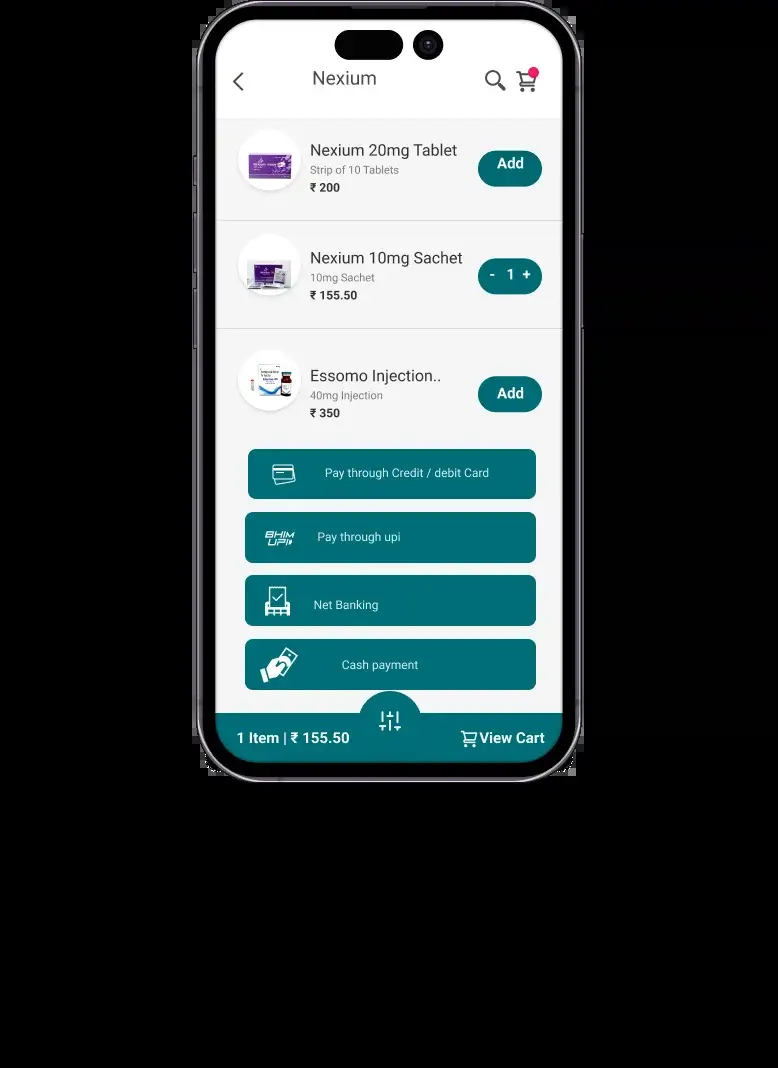 Nexium
Nexium 20mg Tablet
Strip of 10 Tablets
₹ 200
Add
Nexium 10mg Sachet
10mg Sachet
₹ 155.50
- 1 +
Essomo Injection..
40mg Injection
₹ 350
Add
Pay through Credit / debit Card
BHIM
UPI
Pay through upi
Net Banking
Cash payment
1 Item | ₹ 155.50
View Cart